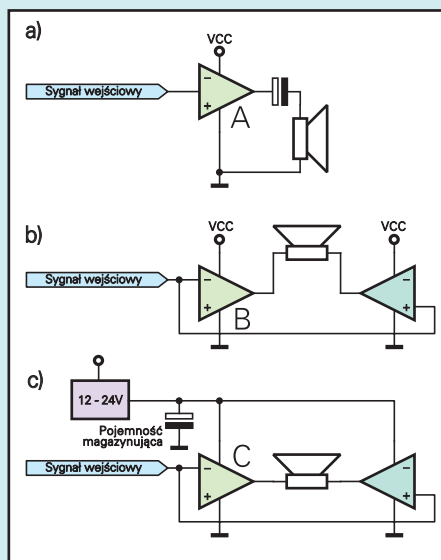 a)
VCC
Sygnał wejściowy
−
+
A
b)
VCC
VCC
Sygnał wejściowy
−
+
B
−
+
c)
12 - 24V
Pojemność
magazynująca
C
Sygnał wejściowy
−
+
−
+